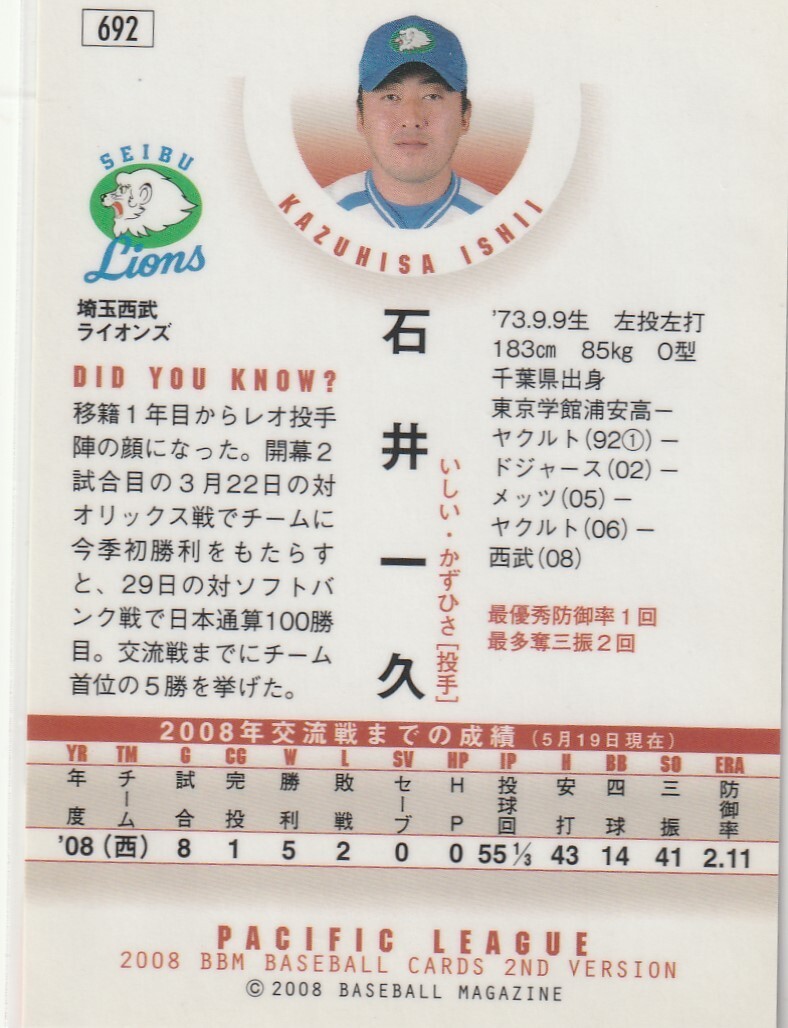 692
SEIBU
Lions
KAZUHISA ISHII
埼玉西武
ライオンズ
DID YOU KNOW?
移籍1年目からレオ投手
陣の顔になった。開幕2
試合目の3月22日の対
オリックス戦でチームに
今季初勝利をもたらす
と、29日の対ソフトバ
ンク戦で日本通算100勝
目。交流戦までにチーム
首位の5勝を挙げた。
石井一久
いしい・かずひさ[投手]
'73.9.9生 左投左打
183㎝ 85㎏ O型
千葉県出身
東京学館浦安高ー
ヤクルト(92①)ー
ドジャース(02)ー
メッツ(05)ー
ヤクルト(06)ー
西武(08)
最優秀防御率1回
最多奪三振2回
2008年交流戦までの成績(5月19日現在)
YR TM G CG W L SV HP IP H BB SO ERA
年度 チーム 試合 完投 勝利 敗戦 セーブ HP 投球回 安打 四球 三振 防御率
'08(西) 8 1 5 2 0 0 55⅓ 43 14 41 2.11
PACIFIC LEAGUE
2008 BBM BASEBALL CARDS 2ND VERSION
©2008 BASEBALL MAGAZINE